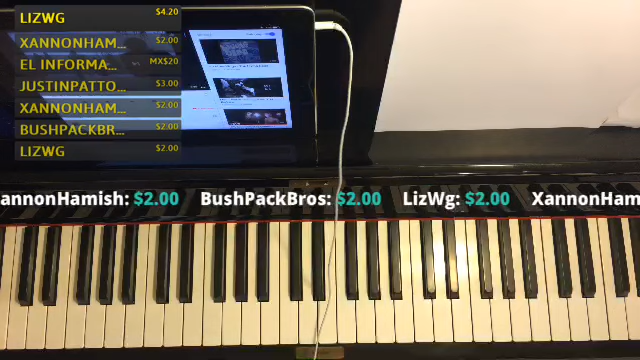 LIZWG $4.20
XANNONHAM... $2.00
EL INFORMA... MX$20
JUSTINPATTO... $3.00
XANNONHAM... $2.00
BUSHPACKBR... $2.00
LIZWG $2.00
annonHamish: $2.00 BushPackBros: $2.00 LizWg: $2.00 XannonHam